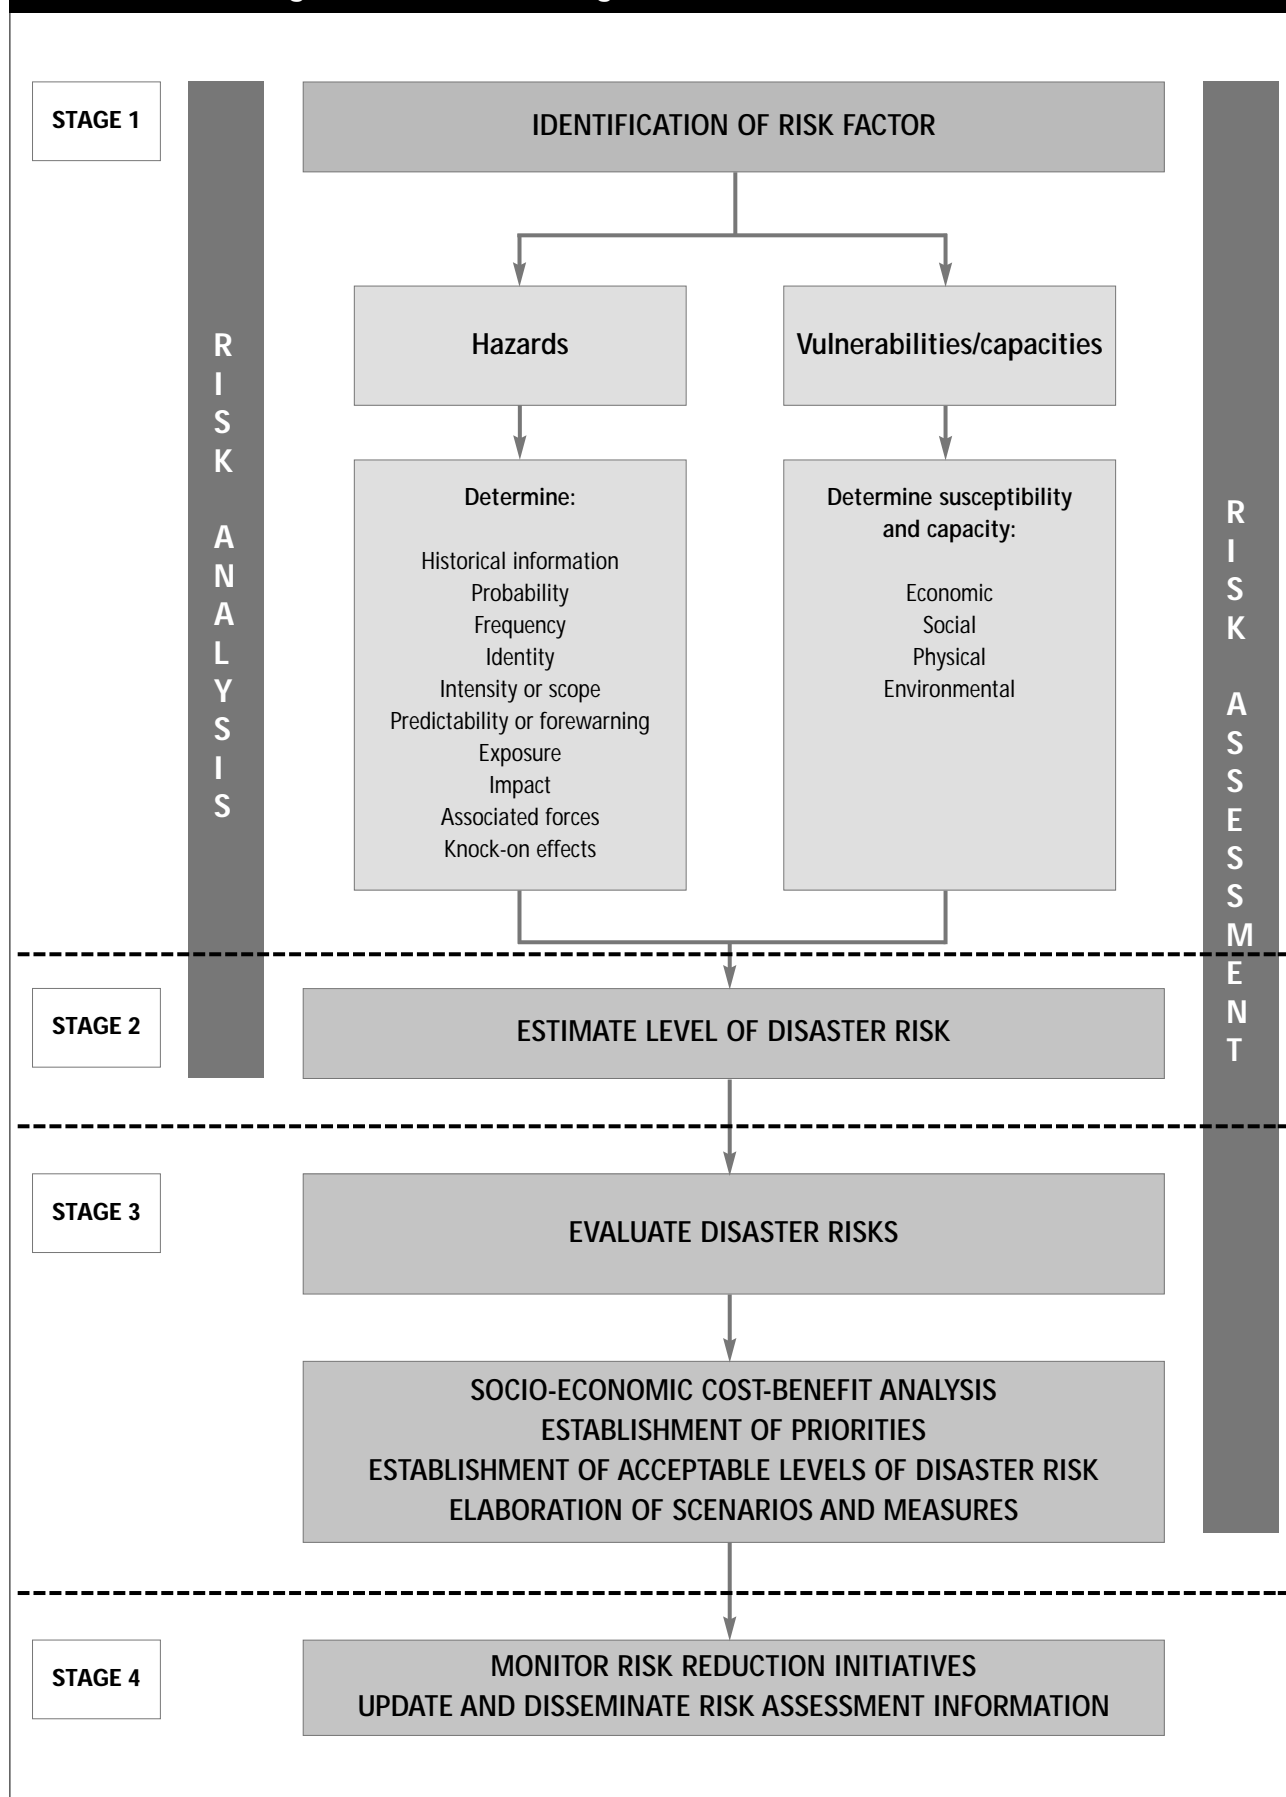 STAGE 1
IDENTIFICATION OF RISK FACTOR
Hazards
Vulnerabilities/capacities
RISK ANALYSIS
Determine:
Historical information
Probability
Frequency
Identity
Intensity or scope
Predictability or forewarning
Exposure
Impact
Associated forces
Knock-on effects
Determine susceptibility
and capacity:
Economic
Social
Physical
Environmental
RISK ASSESSMENT
STAGE 2
ESTIMATE LEVEL OF DISASTER RISK
STAGE 3
EVALUATE DISASTER RISKS
SOCIO-ECONOMIC COST-BENEFIT ANALYSIS
ESTABLISHMENT OF PRIORITIES
ESTABLISHMENT OF ACCEPTABLE LEVELS OF DISASTER RISK
ELABORATION OF SCENARIOS AND MEASURES
STAGE 4
MONITOR RISK REDUCTION INITIATIVES
UPDATE AND DISSEMINATE RISK ASSESSMENT INFORMATION